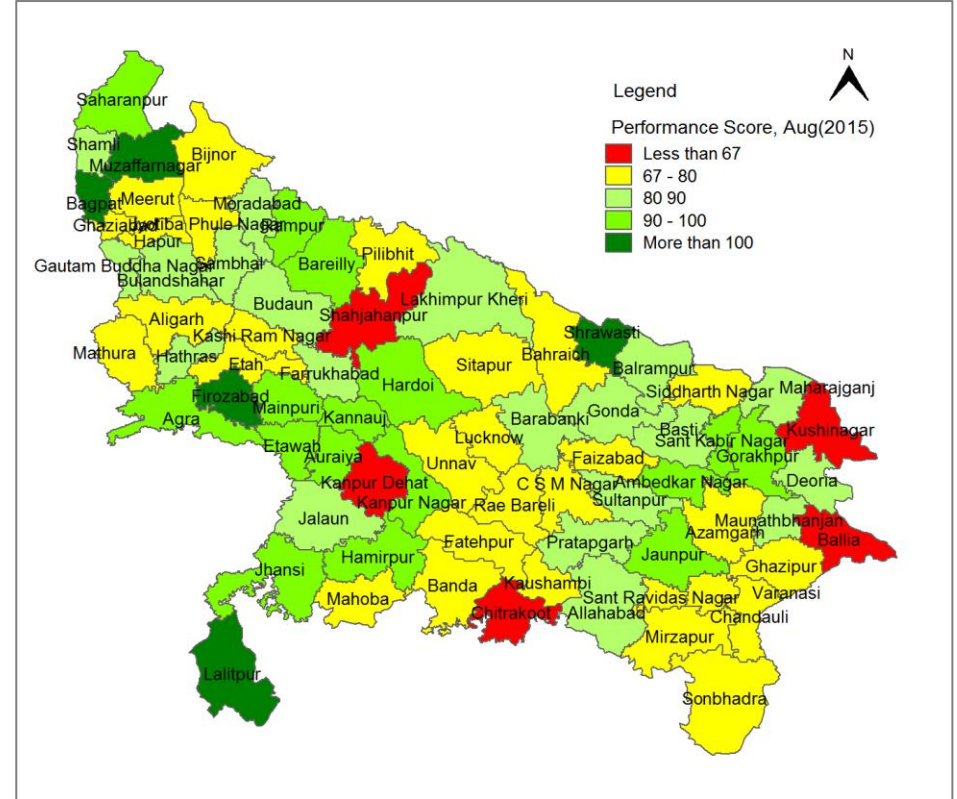 N
Legend
Performance Score, Aug(2015)
Less than 67
67 - 80
80 90
90 - 100
More than 100
Saharanpur
Shamli
Muzaffarnagar
Bijnor
Bagpat
Meerut
Moradabad
Ghaziabad
Jyotiba Phule Nagar
Rampur
Hapur
Pilibhit
Gautam Buddha Nagar
Sambhal
Bareilly
Bulandshahar
Budaun
Lakhimpur Kheri
Shahjahanpur
Aligarh
Kashi Ram Nagar
Shrawasti
Mathura
Hathras
Etah
Farrukhabad
Sitapur
Bahraich
Balrampur
Hardoi
Siddharth Nagar
Maharajganj
Firozabad
Mainpuri
Agra
Kannauj
Barabanki
Gonda
Basti
Kushinagar
Etawah
Lucknow
Sant Kabir Nagar
Auraiya
Unnav
Faizabad
Gorakhpur
Kanpur Dehat
C S M Nagar
Ambedkar Nagar
Deoria
Kanpur Nagar
Rae Bareli
Sultanpur
Jalaun
Maunathbhanjan
Azamgarh
Ballia
Fatehpur
Pratapgarh
Hamirpur
Jaunpur
Ghazipur
Jhansi
Banda
Kaushambi
Mahoba
Sant Ravidas Nagar
Varanasi
Chitrakoot
Allahabad
Chandauli
Mirzapur
Lalitpur
Sonbhadra